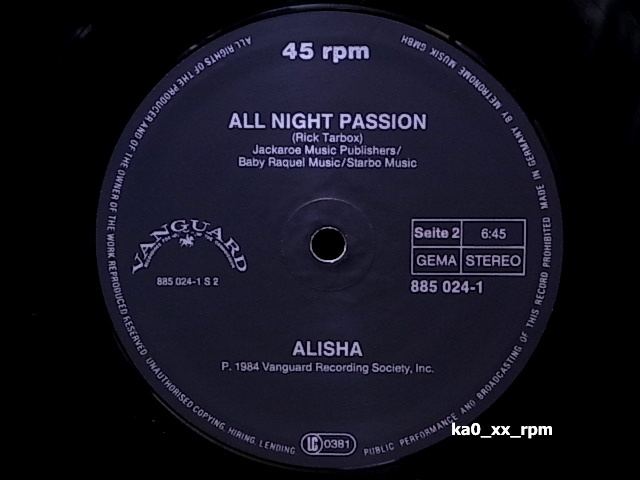 45 rpm
ALL NIGHT PASSION
(Rick Tarbox)
Jackaroe Music Publishers/
Baby Raquel Music/Starbo Music
VANGUARD
885 024-1 S 2
Seite 2 6:45
GEMA STEREO
885 024-1
ALISHA
P. 1984 Vanguard Recording Society, Inc.
ALL RIGHTS OF THE PRODUCER AND OF THE OWNER OF THE WORK REPRODUCED RESERVED UNAUTHORISED COPYING, HIRING, LENDING LC 0381 PUBLIC PERFORMANCE AND BROADCASTING OF THIS RECORD PROHIBITED MADE IN GERMANY BY METRONOME MUSIK GMBH
ka0_xx_rpm